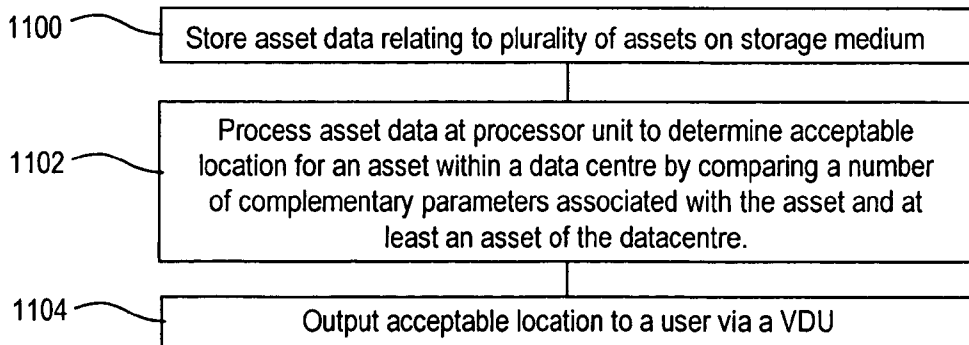 1100
Store asset data relating to plurality of assets on storage medium
1102
Process asset data at processor unit to determine acceptable
location for an asset within a data centre by comparing a number
of complementary parameters associated with the asset and at
least an asset of the datacentre.
1104
Output acceptable location to a user via a VDU